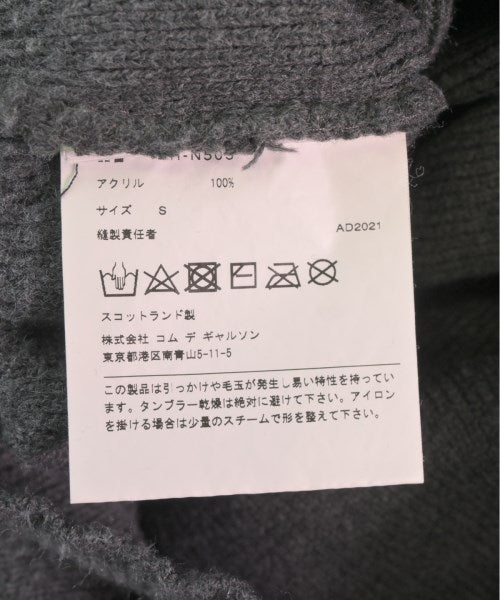 アクリル 100%
サイズ S
縫製責任者 AD2021
スコットランド製
株式会社 コム デ ギャルソン
東京都港区南青山5-11-5
この製品は引っかけや毛玉が発生し易い特性を持ってい
ます。タンブラー乾燥は絶対に避けて下さい。アイロン
を掛ける場合は少量のスチームで形を整えて下さい。